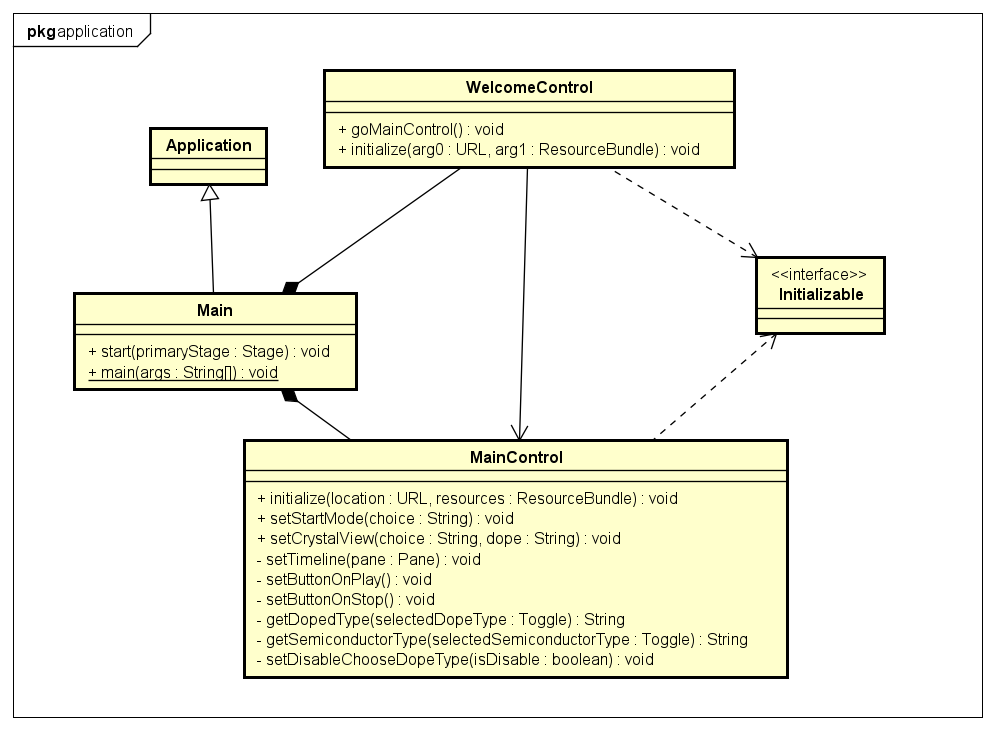 pkg application
WelcomeControl
+ goMainControl() : void
+ initialize(arg0 : URL, arg1 : ResourceBundle) : void
Application
<<interface>>
Initializable
Main
+ start(primaryStage : Stage) : void
+ main(args : String[]) : void
MainControl
+ initialize(location : URL, resources : ResourceBundle) : void
+ setStartMode(choice : String) : void
+ setCrystalView(choice : String, dope : String) : void
- setTimeline(pane : Pane) : void
- setButtonOnPlay() : void
- setButtonOnStop() : void
- getDopedType(selectedDopeType : Toggle) : String
- getSemiconductorType(selectedSemiconductorType : Toggle) : String
- setDisableChooseDopeType(isDisable : boolean) : void